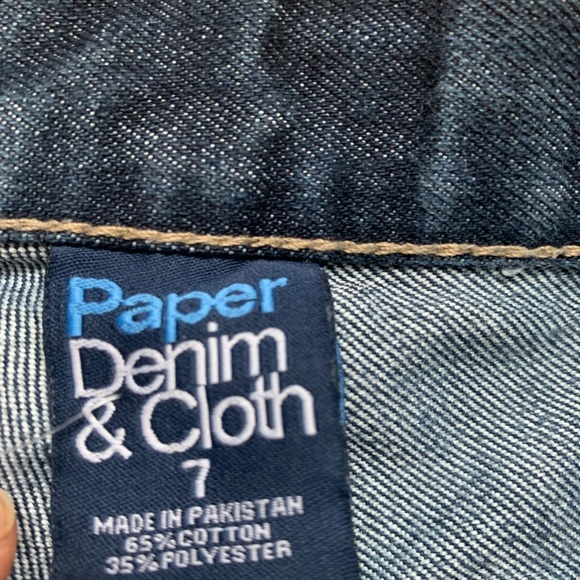 Paper
Denim
& Cloth
7
MADE IN PAKISTAN
65%COTTON
35%POLYESTER